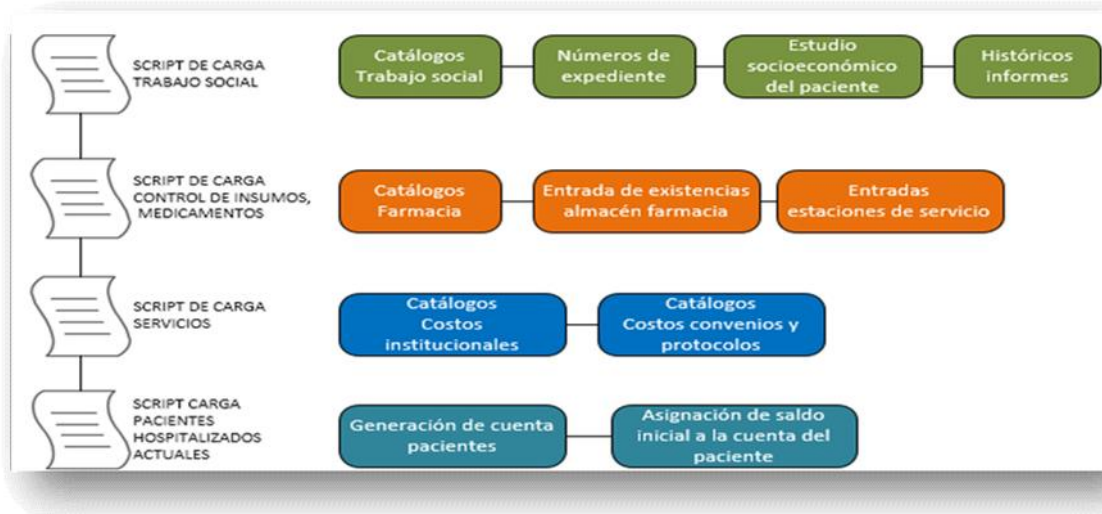 SCRIPT DE CARGA
TRABAJO SOCIAL
Catálogos
Trabajo social
Números de
expediente
Estudio
socioeconómico
del paciente
Históricos
informes
SCRIPT DE CARGA
CONTROL DE INSUMOS,
MEDICAMENTOS
Catálogos
Farmacia
Entrada de existencias
almacén farmacia
Entradas
estaciones de servicio
SCRIPT DE CARGA
SERVICIOS
Catálogos
Costos
institucionales
Catálogos
Costos convenios y
protocolos
SCRIPT CARGA
PACIENTES
HOSPITALIZADOS
ACTUALES
Generación de cuenta
pacientes
Asignación de saldo
inicial a la cuenta del
paciente